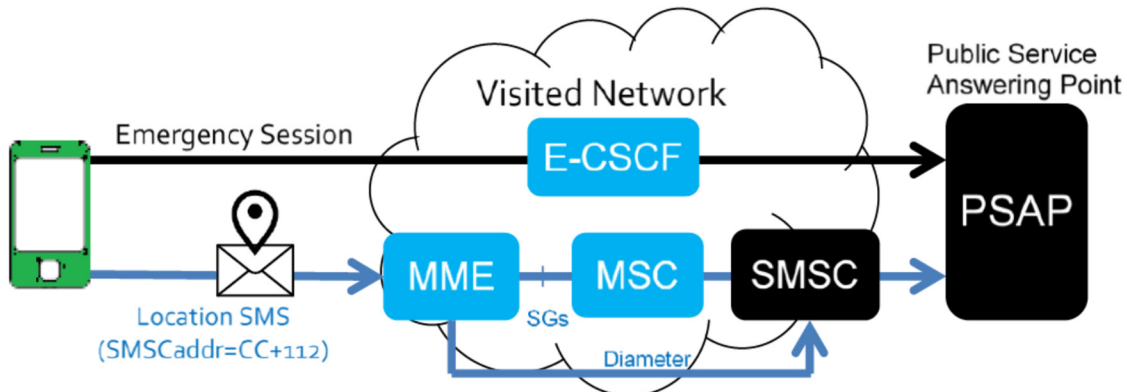 Public Service
Answering Point
Visited Network
Emergency Session
E-CSCF
PSAP
MME
MSC
SMSC
SGs
Location SMS
(SMSCaddr=CC+112)
Diameter